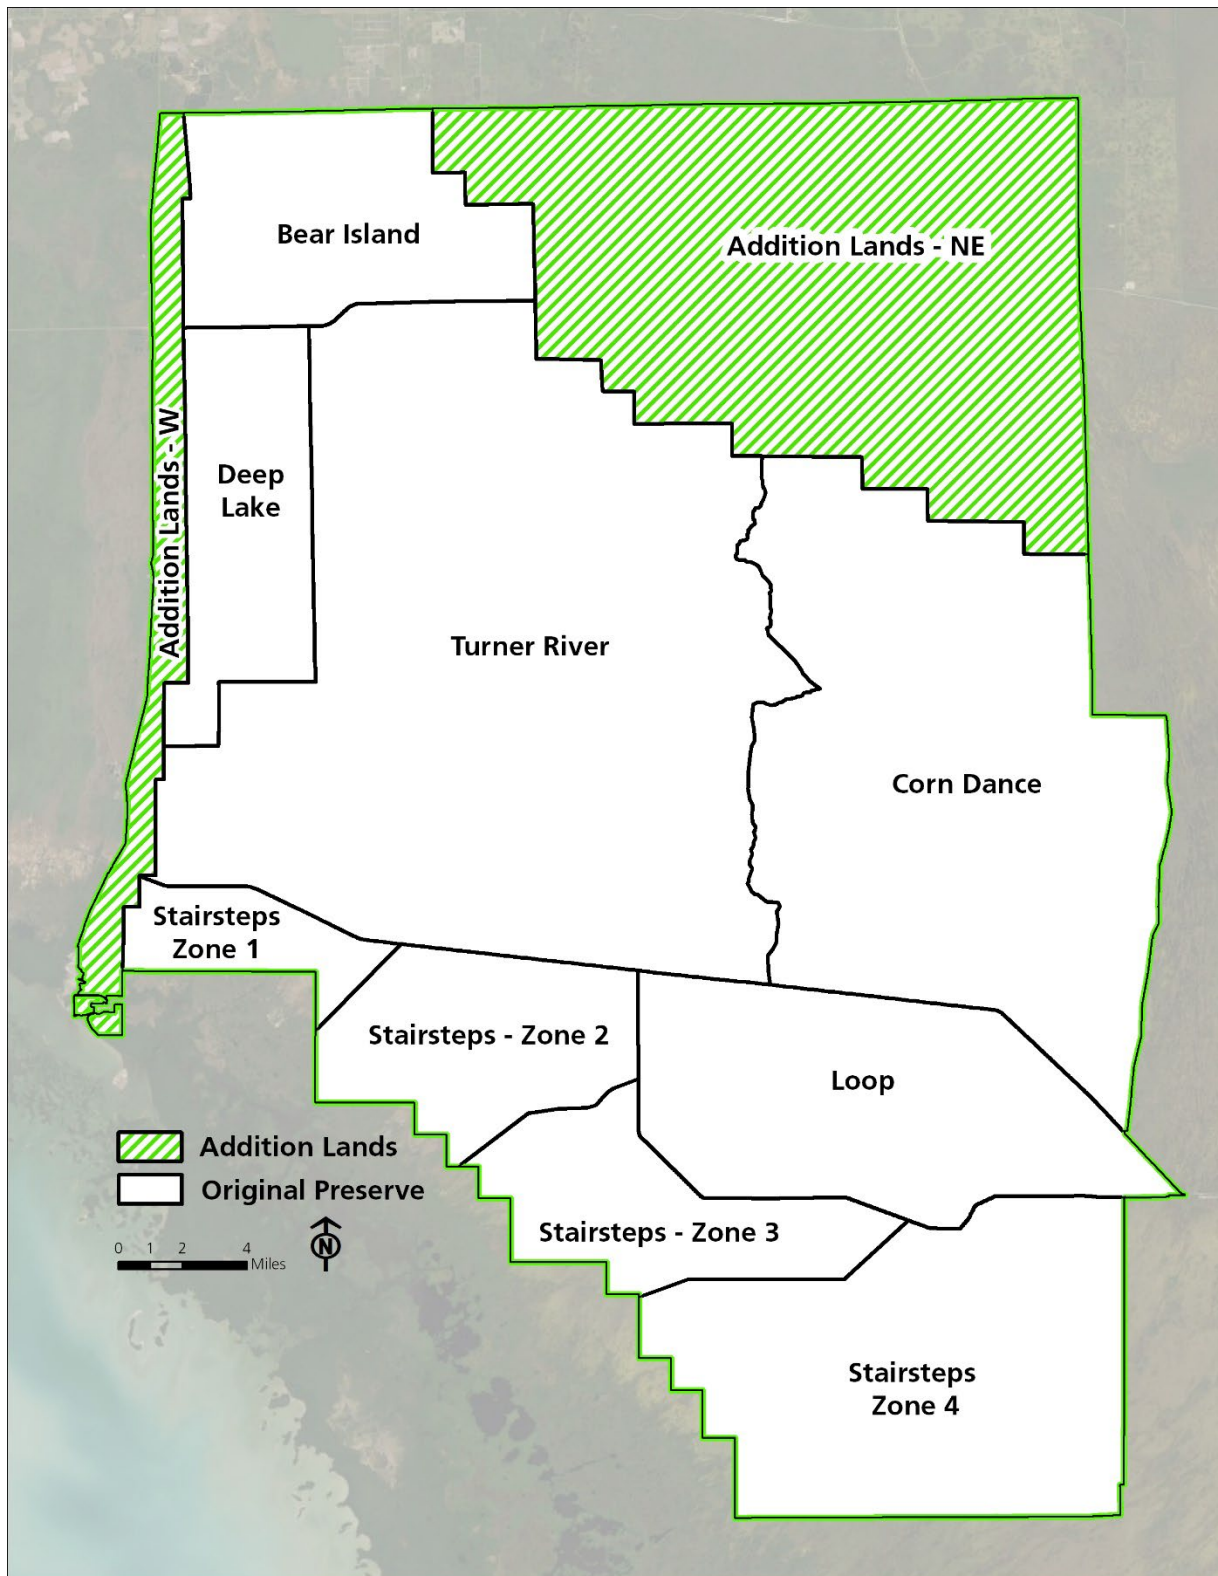 Bear Island
Addition Lands - NE
Addition Lands - W
Deep
Lake
Turner River
Corn Dance
Stairsteps
Zone 1
Stairsteps - Zone 2
Loop
Addition Lands
Original Preserve
Stairsteps - Zone 3
0 1 2 4
Miles
N
Stairsteps
Zone 4